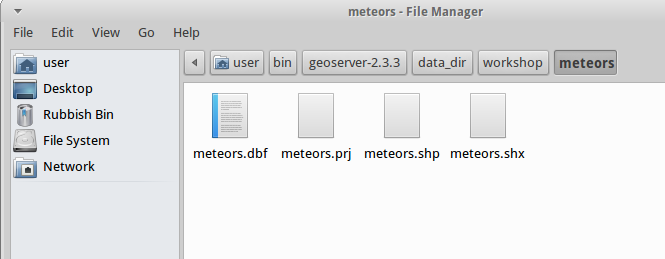 meteors - File Manager
File Edit View Go Help
user
Desktop
Rubbish Bin
File System
Network
user bin geoserver-2.3.3 data_dir workshop meteors
meteors.dbf meteors.prj meteors.shp meteors.shx